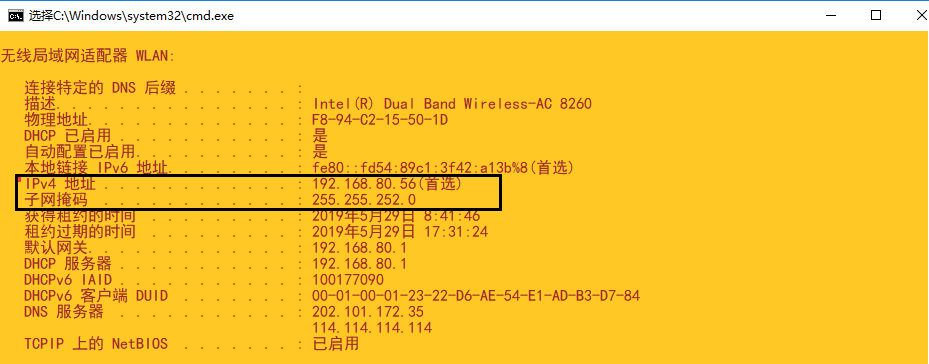 选择C:\Windows\system32\cmd.exe
无线局域网适配器 WLAN:
连接特定的 DNS 后缀 . . . . . . . :
描述. . . . . . . . . . . . . . . : Intel(R) Dual Band Wireless-AC 8260
物理地址. . . . . . . . . . . . . : F8-94-C2-15-50-1D
DHCP 已启用 . . . . . . . . . . . : 是
自动配置已启用. . . . . . . . . . : 是
本地链接 IPv6 地址. . . . . . . . : fe80::fd54:89c1:3f42:a13b%8(首选)
IPv4 地址 . . . . . . . . . . . . : 192.168.80.56(首选)
子网掩码 . . . . . . . . . . . . : 255.255.252.0
获得租约的时间 . . . . . . . . . : 2019年5月29日 8:41:46
租约过期的时间 . . . . . . . . . : 2019年5月29日 17:31:24
默认网关. . . . . . . . . . . . . : 192.168.80.1
DHCP 服务器 . . . . . . . . . . . : 192.168.80.1
DHCPv6 IAID . . . . . . . . . . . : 100177090
DHCPv6 客户端 DUID . . . . . . . : 00-01-00-01-23-22-D6-AE-54-E1-AD-B3-D7-84
DNS 服务器 . . . . . . . . . . . : 202.101.172.35
114.114.114.114
TCPIP 上的 NetBIOS . . . . . . . : 已启用